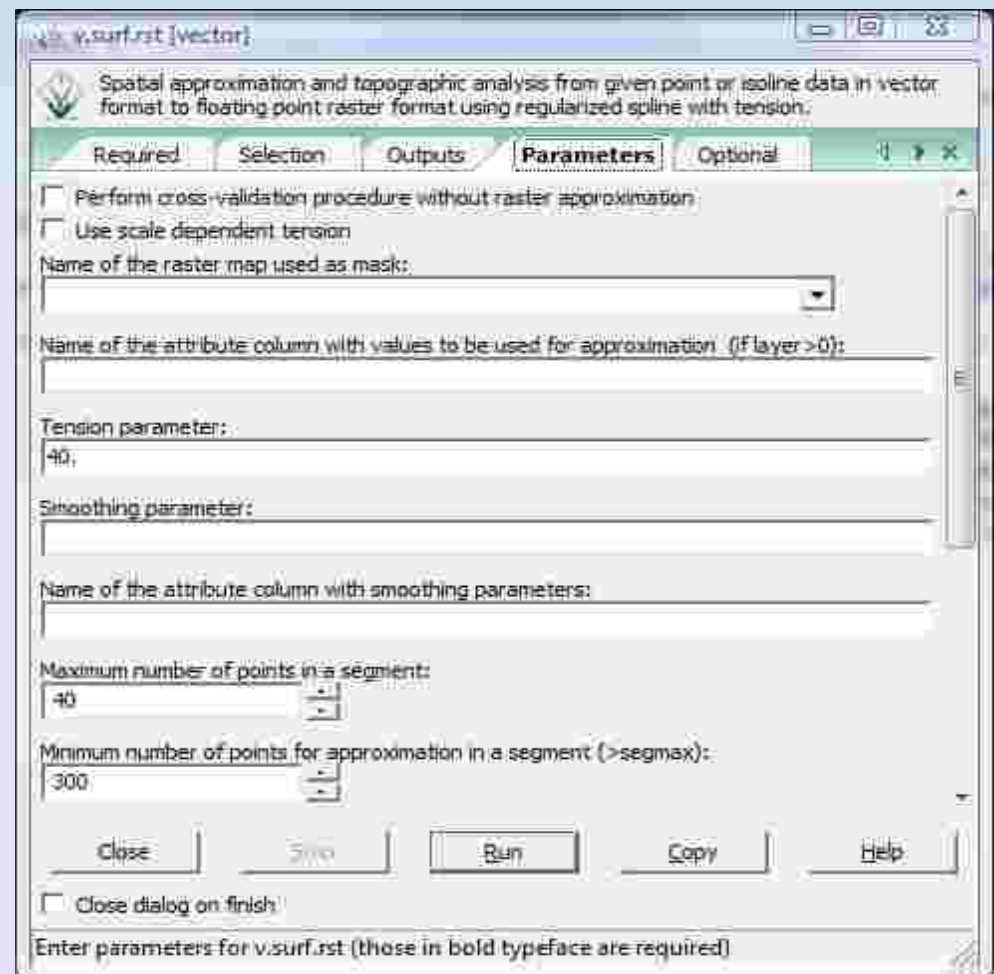 v.surf.rst [vector]
Spatial approximation and topographic analysis from given point or isoline data in vector
format to floating point raster format using regularized spline with tension.
Required Selection Outputs Parameters Optional
Perform cross-validation procedure without raster approximation
Use scale dependent tension
Name of the raster map used as mask:
Name of the attribute column with values to be used for approximation (if layer>0):
Tension parameter:
40.
Smoothing parameter:
Name of the attribute column with smoothing parameters:
Maximum number of points in a segment:
40
Minimum number of points for approximation in a segment (>segmax):
300
Close Stop Run Copy Help
Close dialog on finish
Enter parameters for v.surf.rst (those in bold typeface are required)